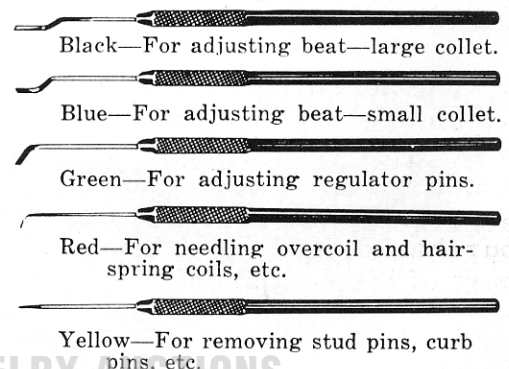 Black—For adjusting beat—large collet.
Blue—For adjusting beat—small collet.
Green—For adjusting regulator pins.
Red—For needling overcoil and hair-
spring coils, etc.
Yellow—For removing stud pins, curb
pins, etc.
AUCTIONS